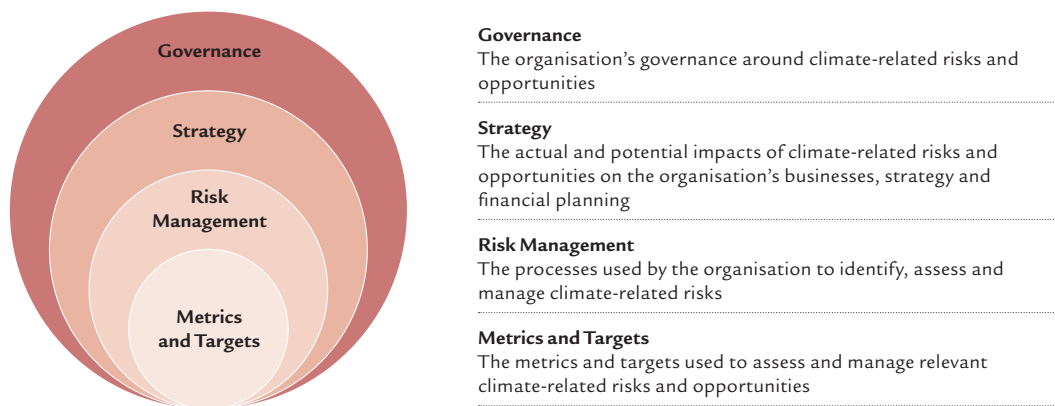 Governance
Strategy
Risk
Management
Metrics
and Targets
Governance
The organisation’s governance around climate-related risks and
opportunities
Strategy
The actual and potential impacts of climate-related risks and
opportunities on the organisation’s businesses, strategy and
financial planning
Risk Management
The processes used by the organisation to identify, assess and
manage climate-related risks
Metrics and Targets
The metrics and targets used to assess and manage relevant
climate-related risks and opportunities